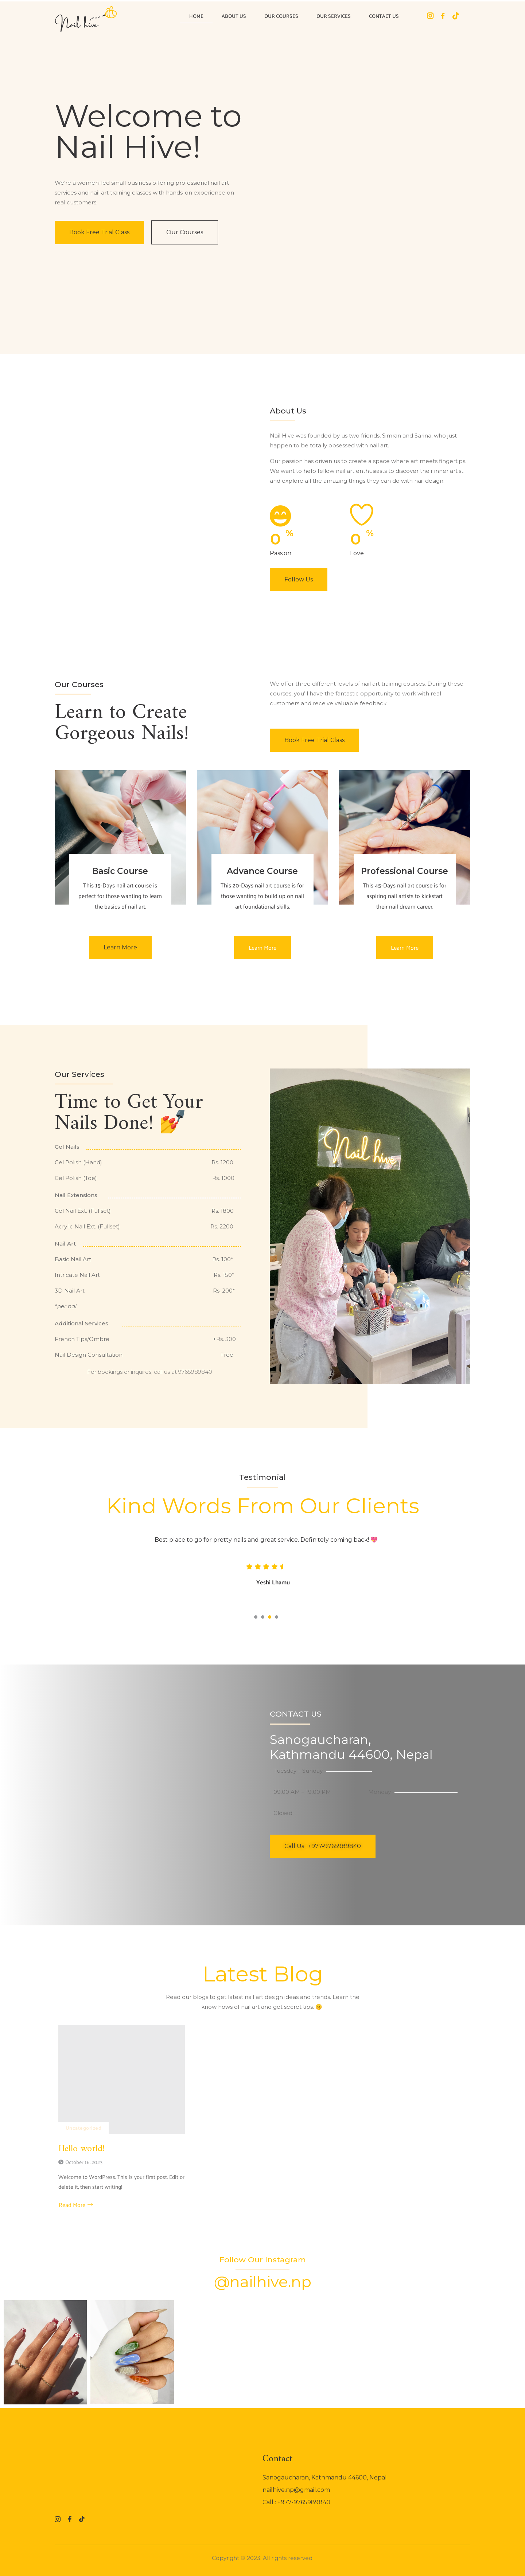 Nail hive
HOME ABOUT US OUR COURSES OUR SERVICES CONTACT US
Welcome to
Nail Hive!
We're a women-led small business offering professional nail art
services and nail art training classes with hands-on experience on
real customers.
Book Free Trial Class
Our Courses
About Us
Nail Hive was founded by us two friends, Simran and Sarina, who just
happen to be totally obsessed with nail art.
Our passion has driven us to create a space where art meets fingertips.
We want to help fellow nail art enthusiasts to discover their inner artist
and explore all the amazing things they can do with nail design.
0 %
Passion
0 %
Love
Follow Us
Our Courses
Learn to Create
Gorgeous Nails!
We offer three different levels of nail art training courses. During these
courses, you'll have the fantastic opportunity to work with real
customers and receive valuable feedback.
Book Free Trial Class
Basic Course
This 15-Days nail art course is
perfect for those wanting to learn
the basics of nail art.
Learn More
Advance Course
This 20-Days nail art course is for
those wanting to build up on nail
art foundational skills.
Learn More
Professional Course
This 45-Days nail art course is for
aspiring nail artists to kickstart
their nail dream career.
Learn More
Our Services
Time to Get Your
Nails Done! 💅
Gel Nails
Gel Polish (Hand) Rs. 1200
Gel Polish (Toe) Rs. 1000
Nail Extensions
Gel Nail Ext. (Fullset) Rs. 1800
Acrylic Nail Ext. (Fullset) Rs. 2200
Nail Art
Basic Nail Art Rs. 100*
Intricate Nail Art Rs. 150*
3D Nail Art Rs. 200*
*per nai
Additional Services
French Tips/Ombre +Rs. 300
Nail Design Consultation Free
For bookings or inquires, call us at 9765989840
Nail hive
Testimonial
Kind Words From Our Clients
Best place to go for pretty nails and great service. Definitely coming back! 💖
Yeshi Lhamu
CONTACT US
Sanogaucharan,
Kathmandu 44600, Nepal
Tuesday - Sunday
Closed
Call Us : +977-9765989840
Latest Blog
Read our blogs to get latest nail art design ideas and trends. Learn the
know hows of nail art and get secret tips. 🤫
Hello world!
October 16, 2023
Welcome to WordPress. This is your first post. Edit or
delete it, then start writing!
Read More
Follow Our Instagram
@nailhive.np
Contact
Sanogaucharan, Kathmandu 44600, Nepal
nailhive.np@gmail.com
Call : +977-9765989840
Copyright © 2023. All rights reserved.